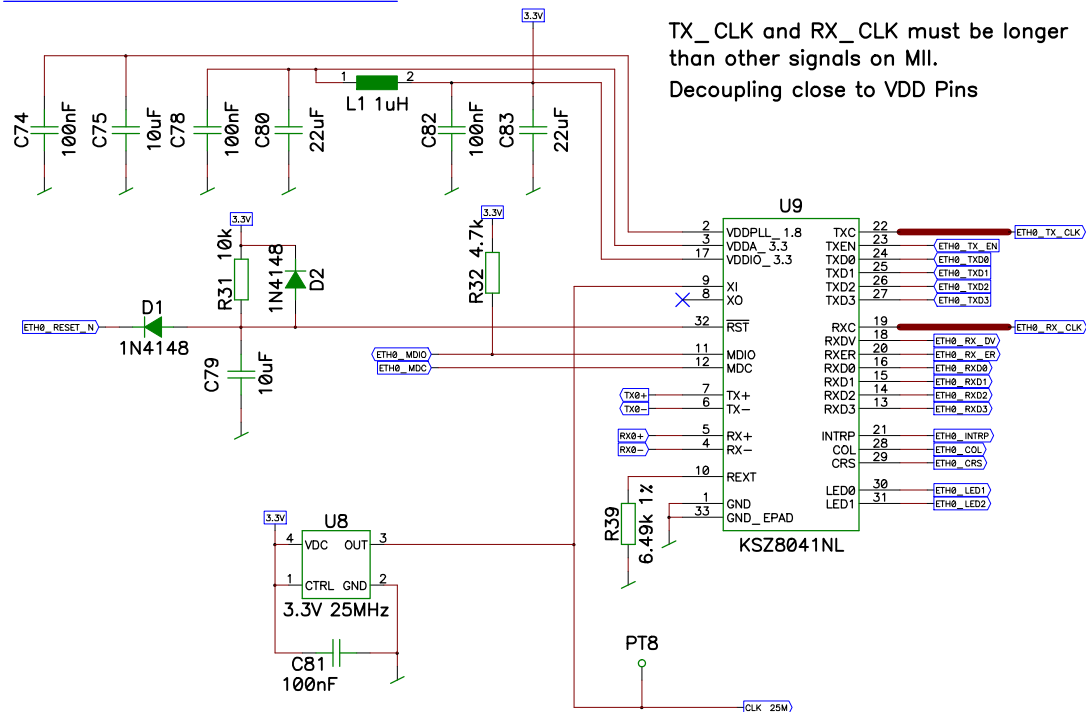 3.3V
TX_CLK and RX_CLK must be longer
than other signals on MII.
Decoupling close to VDD Pins
1 2
L1 1uH
C74 100nF
C75 10uF
C78 100nF
C80 22uF
C82 100nF
C83 22uF
3.3V
R31 10k
1N4148 D2
3.3V
R32 4.7k
ETH0_RESET_N
D1
1N4148
C79 10uF
ETH0_MDIO
ETH0_MDC
TX0+
TX0-
RX0+
RX0-
R39 6.49k 1%
U9
2 VDDPLL_1.8
3 VDDA_3.3
17 VDDIO_3.3
9 XI
8 XO
32 RST
11 MDIO
12 MDC
7 TX+
6 TX-
5 RX+
4 RX-
10 REXT
1 GND
33 GND_EPAD
TXC 22 ETH0_TX_CLK
TXEN 23 ETH0_TX_EN
TXD0 24 ETH0_TXD0
TXD1 25 ETH0_TXD1
TXD2 26 ETH0_TXD2
TXD3 27 ETH0_TXD3
RXC 19 ETH0_RX_CLK
RXDV 18 ETH0_RX_DV
RXER 20 ETH0_RX_ER
RXD0 16 ETH0_RXD0
RXD1 15 ETH0_RXD1
RXD2 14 ETH0_RXD2
RXD3 13 ETH0_RXD3
INTRP 21 ETH0_INTRP
COL 28 ETH0_COL
CRS 29 ETH0_CRS
LED0 30 ETH0_LED1
LED1 31 ETH0_LED2
KSZ8041NL
3.3V
U8
4 VDC OUT 3
1 CTRL GND 2
3.3V 25MHz
C81
100nF
PT8
CLK_25M